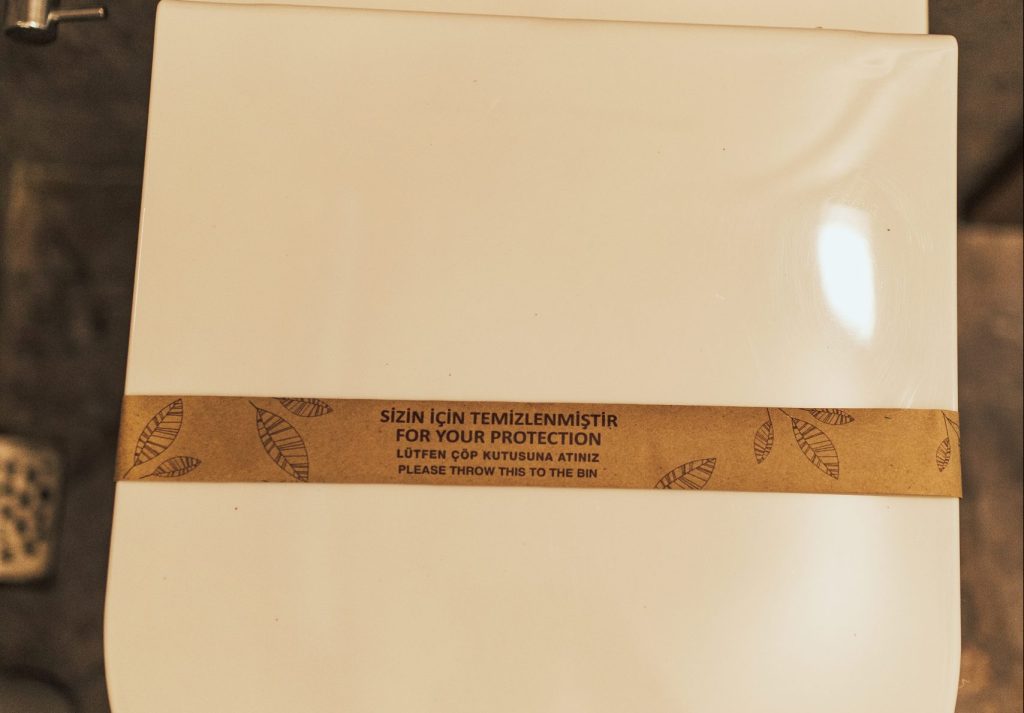 SİZİN İÇİN TEMİZLENMİŞTİR
FOR YOUR PROTECTION
LÜTFEN ÇÖP KUTUSUNA ATINIZ
PLEASE THROW THIS TO THE BIN